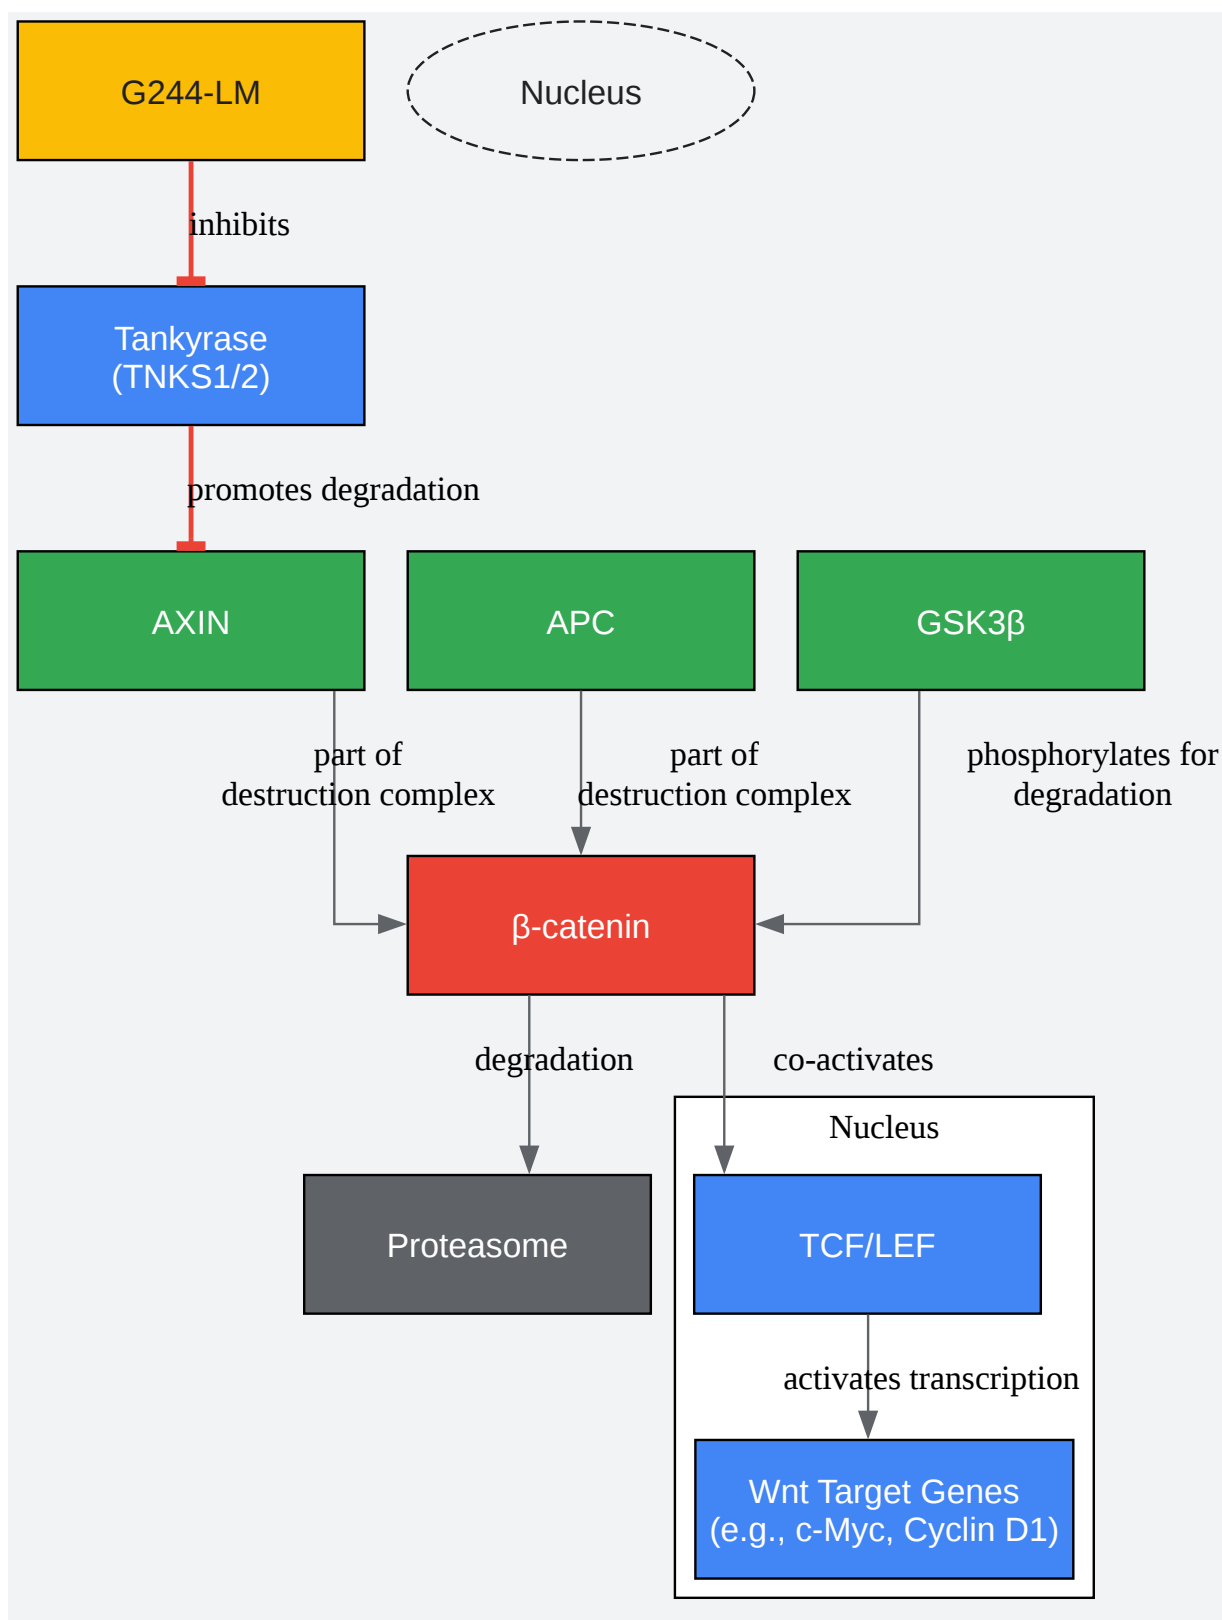 G244-LM
Nucleus
inhibits
Tankyrase
(TNKS1/2)
promotes degradation
AXIN
APC
GSK3β
part of
destruction complex
part of
destruction complex
phosphorylates for
degradation
β-catenin
degradation
co-activates
Nucleus
Proteasome
TCF/LEF
activates transcription
Wnt Target Genes
(e.g., c-Myc, Cyclin D1)